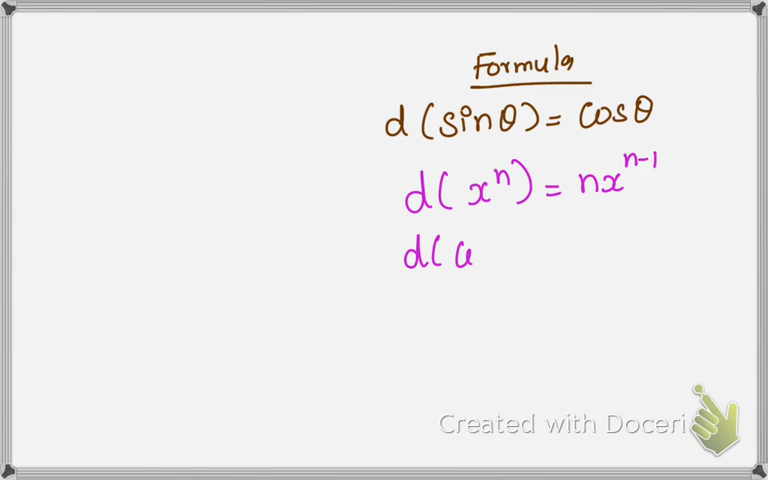 Formula
d (sinθ) = cosθ
d( xⁿ) = nxⁿ⁻¹
d(
Created with Doceri